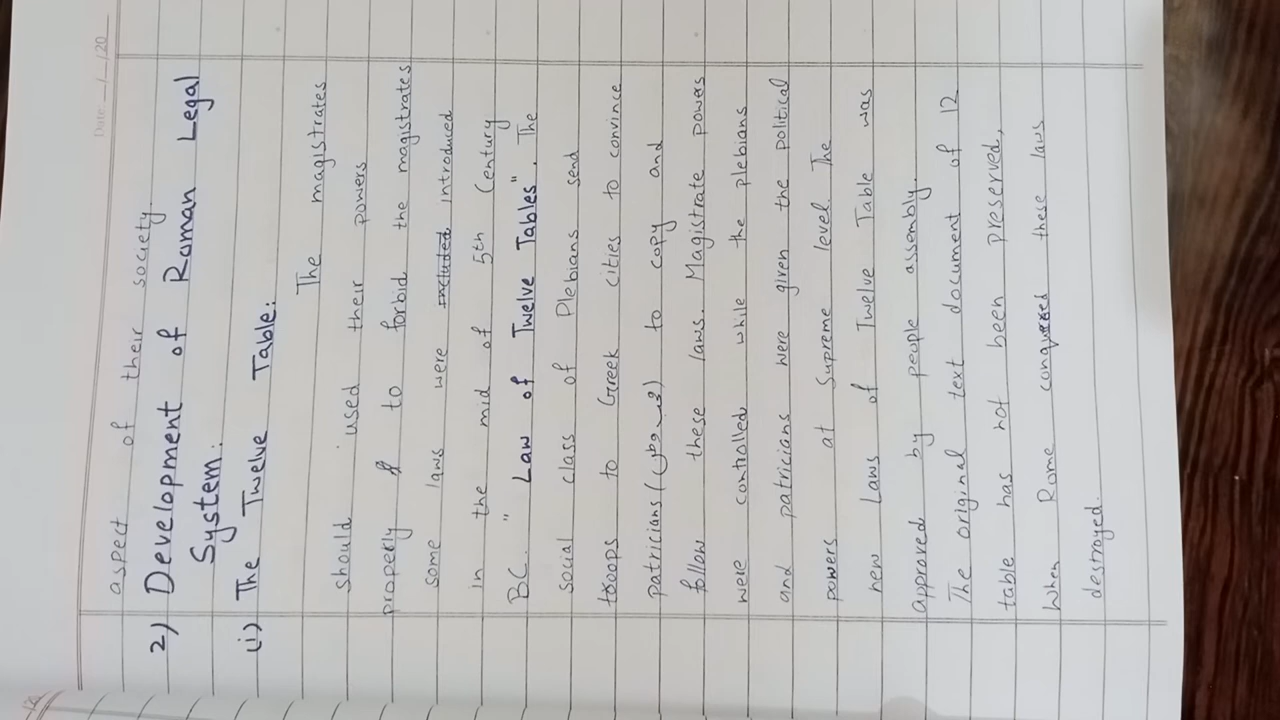 Date __/__/20
aspect of their society.
2) Development of Roman Legal
System:
(i) The Twelve Table:
The magistrates
should used their powers
properly & to forbid the magistrates
some laws were included introduced
in the mid of 5th Century
BC. " Law of Twelve Tables". The
social class of Plebians send
troops to Greek cities to convince
patricians ( ) to copy and
follow these laws. Magistrate powers
were controlled while the plebians
and patricians were given the political
powers at Supreme level. The
new Laws of Twelve Table was
approved by people assembly.
The original text document of 12
table has not been preserved,
When Rome conquered these laws
destroyed.